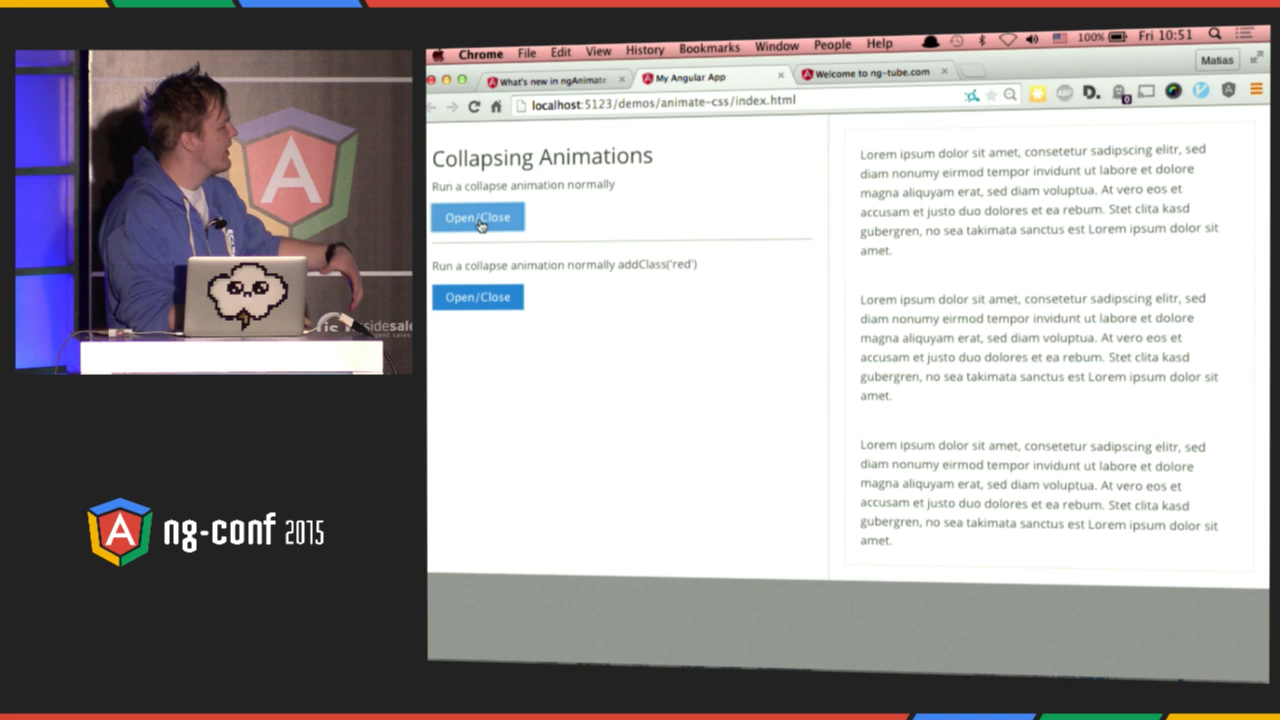 Chrome File Edit View History Bookmarks Window People Help 100% Fri 10:51
What's new in ngAnimate
My Angular App
Welcome to ng-tube.com
Matias
localhost:5123/demos/animate-css/index.html
D.
0
Collapsing Animations
Run a collapse animation normally
Open/Close
Run a collapse animation normally addClass('red')
Open/Close
Lorem ipsum dolor sit amet, consetetur sadipscing elitr, sed
diam nonumy eirmod tempor invidunt ut labore et dolore
magna aliquyam erat, sed diam voluptua. At vero eos et
accusam et justo duo dolores et ea rebum. Stet clita kasd
gubergren, no sea takimata sanctus est Lorem ipsum dolor sit
amet.
Lorem ipsum dolor sit amet, consetetur sadipscing elitr, sed
diam nonumy eirmod tempor invidunt ut labore et dolore
magna aliquyam erat, sed diam voluptua. At vero eos et
accusam et justo duo dolores et ea rebum. Stet clita kasd
gubergren, no sea takimata sanctus est Lorem ipsum dolor sit
amet.
Lorem ipsum dolor sit amet, consetetur sadipscing elitr, sed
diam nonumy eirmod tempor invidunt ut labore et dolore
magna aliquyam erat, sed diam voluptua. At vero eos et
accusam et justo duo dolores et ea rebum. Stet clita kasd
gubergren, no sea takimata sanctus est Lorem ipsum dolor sit
amet.
A
A ng-conf 2015